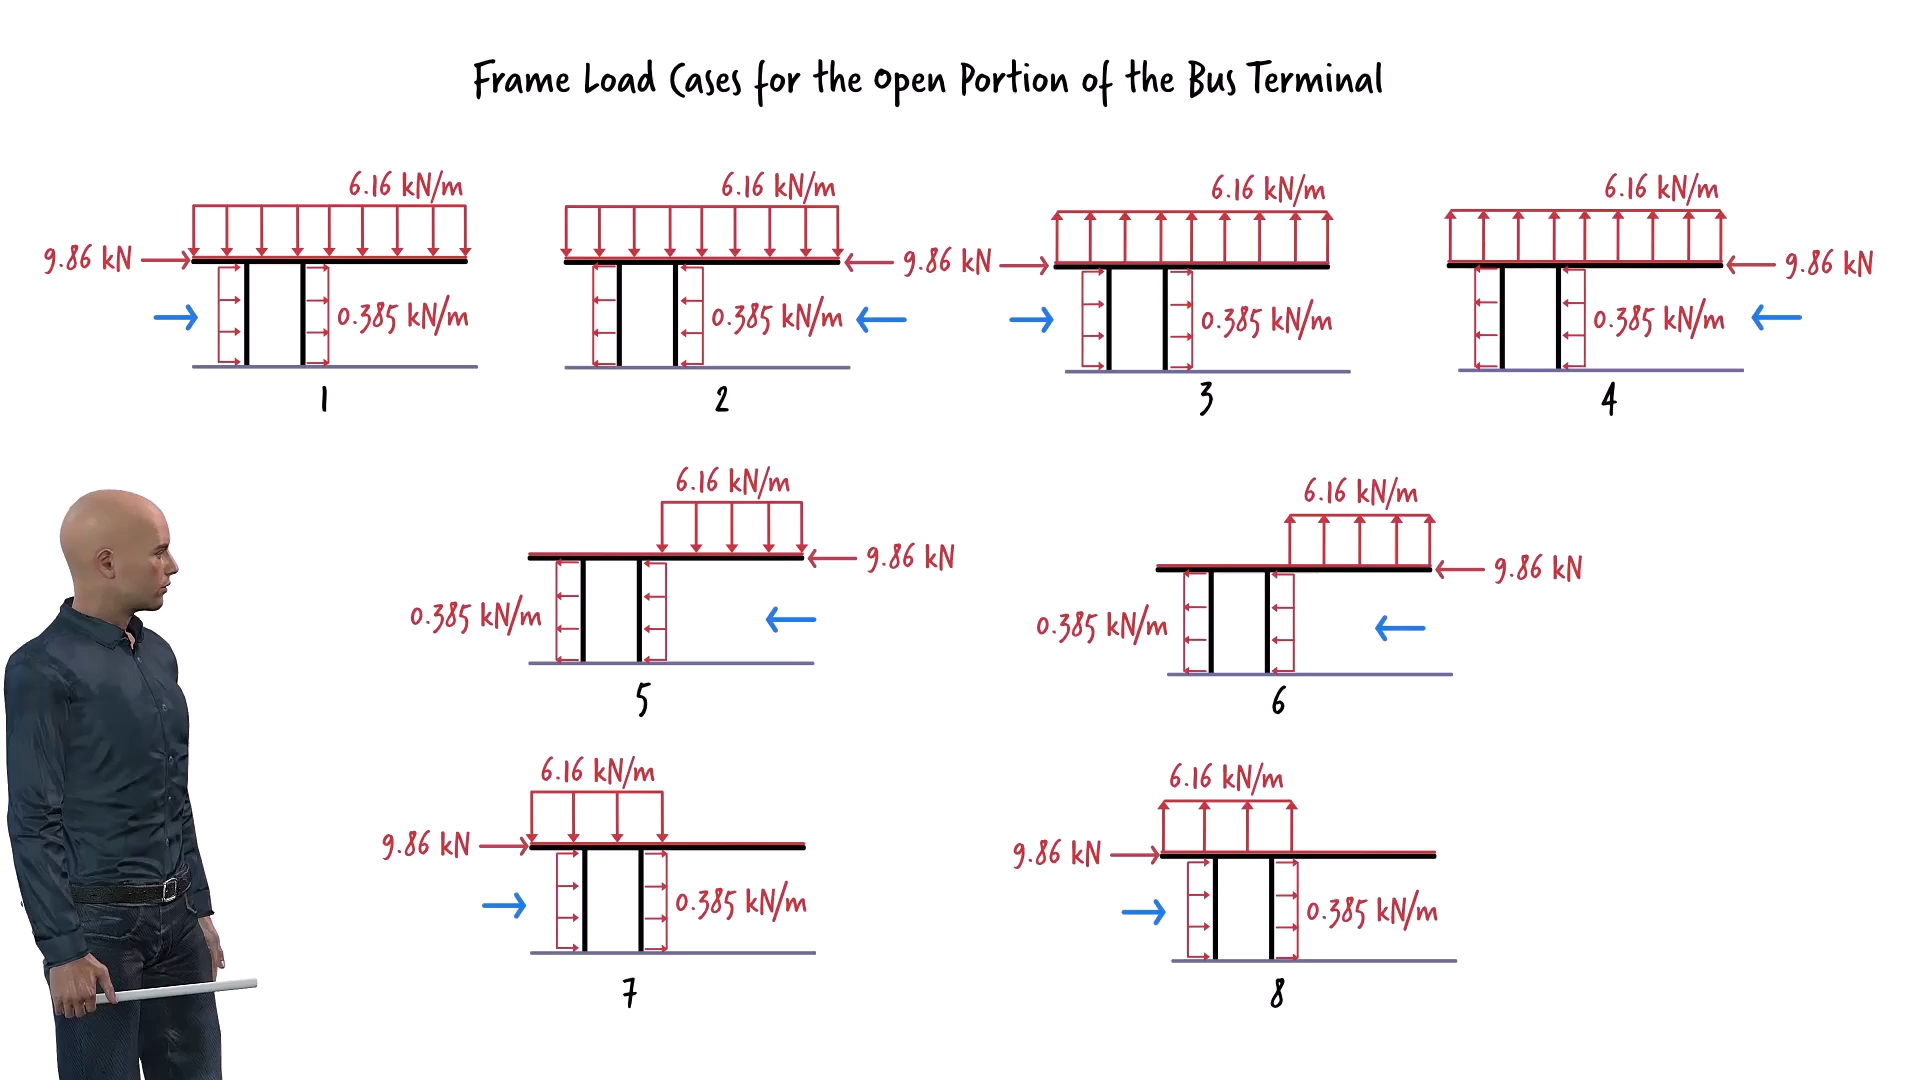 Frame Load Cases for the Open Portion of the Bus Terminal
6.16 kN/m
9.86 kN
0.385 kN/m
1
6.16 kN/m
9.86 kN
0.385 kN/m
2
6.16 kN/m
0.385 kN/m
3
6.16 kN/m
9.86 kN
0.385 kN/m
4
6.16 kN/m
9.86 kN
0.385 kN/m
5
6.16 kN/m
9.86 kN
0.385 kN/m
6
6.16 kN/m
9.86 kN
0.385 kN/m
7
6.16 kN/m
9.86 kN
0.385 kN/m
8